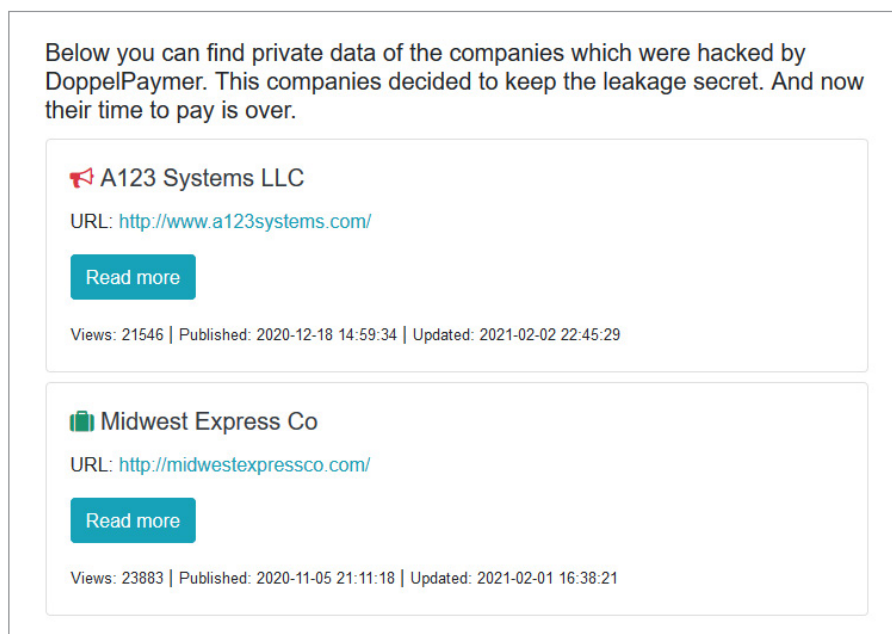 Below you can find private data of the companies which were hacked by
DoppelPaymer. This companies decided to keep the leakage secret. And now
their time to pay is over.
A123 Systems LLC
URL: http://www.a123systems.com/
Read more
Views: 21546 | Published: 2020-12-18 14:59:34 | Updated: 2021-02-02 22:45:29
Midwest Express Co
URL: http://midwestexpressco.com/
Read more
Views: 23883 | Published: 2020-11-05 21:11:18 | Updated: 2021-02-01 16:38:21